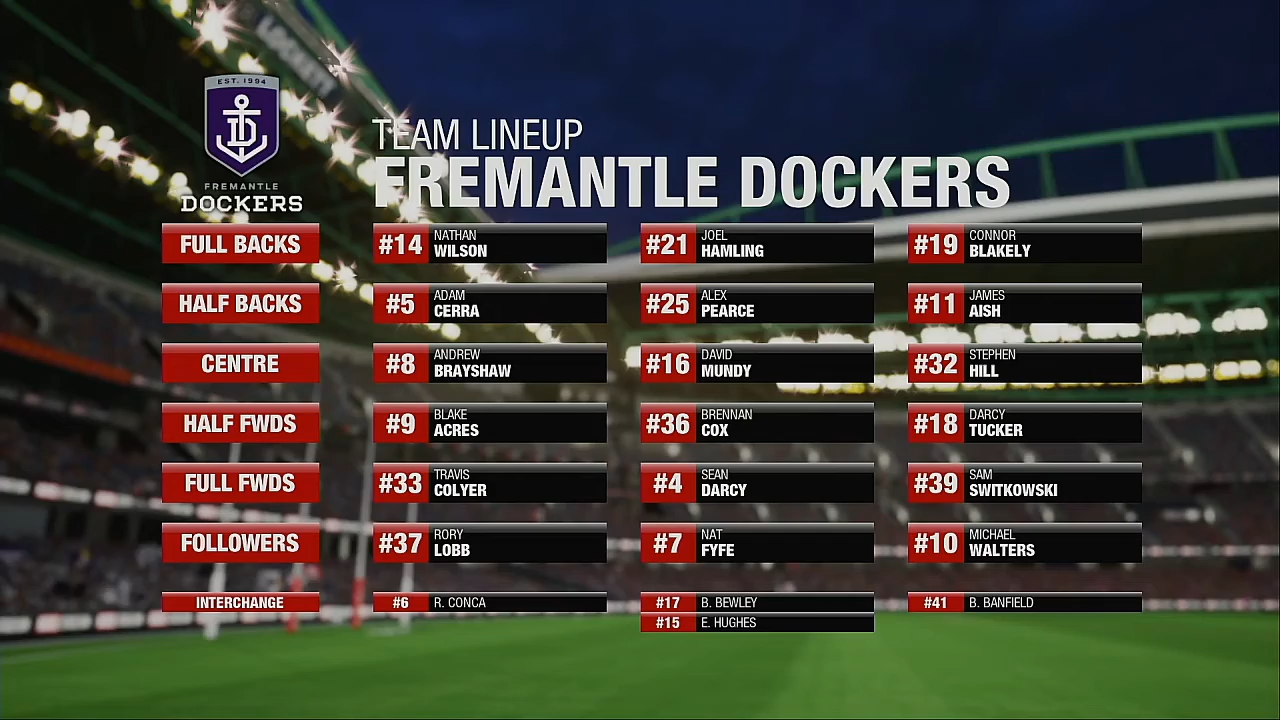 LOCKETT
EST. 1994
FREMANTLE
DOCKERS
TEAM LINEUP
FREMANTLE DOCKERS
FULL BACKS #14 NATHAN WILSON #21 JOEL HAMLING #19 CONNOR BLAKELY
HALF BACKS #5 ADAM CERRA #25 ALEX PEARCE #11 JAMES AISH
CENTRE #8 ANDREW BRAYSHAW #16 DAVID MUNDY #32 STEPHEN HILL
HALF FWDS #9 BLAKE ACRES #36 BRENNAN COX #18 DARCY TUCKER
FULL FWDS #33 TRAVIS COLYER #4 SEAN DARCY #39 SAM SWITKOWSKI
FOLLOWERS #37 RORY LOBB #7 NAT FYFE #10 MICHAEL WALTERS
INTERCHANGE #6 R. CONCA #17 B. BEWLEY #41 B. BANFIELD
#15 E. HUGHES